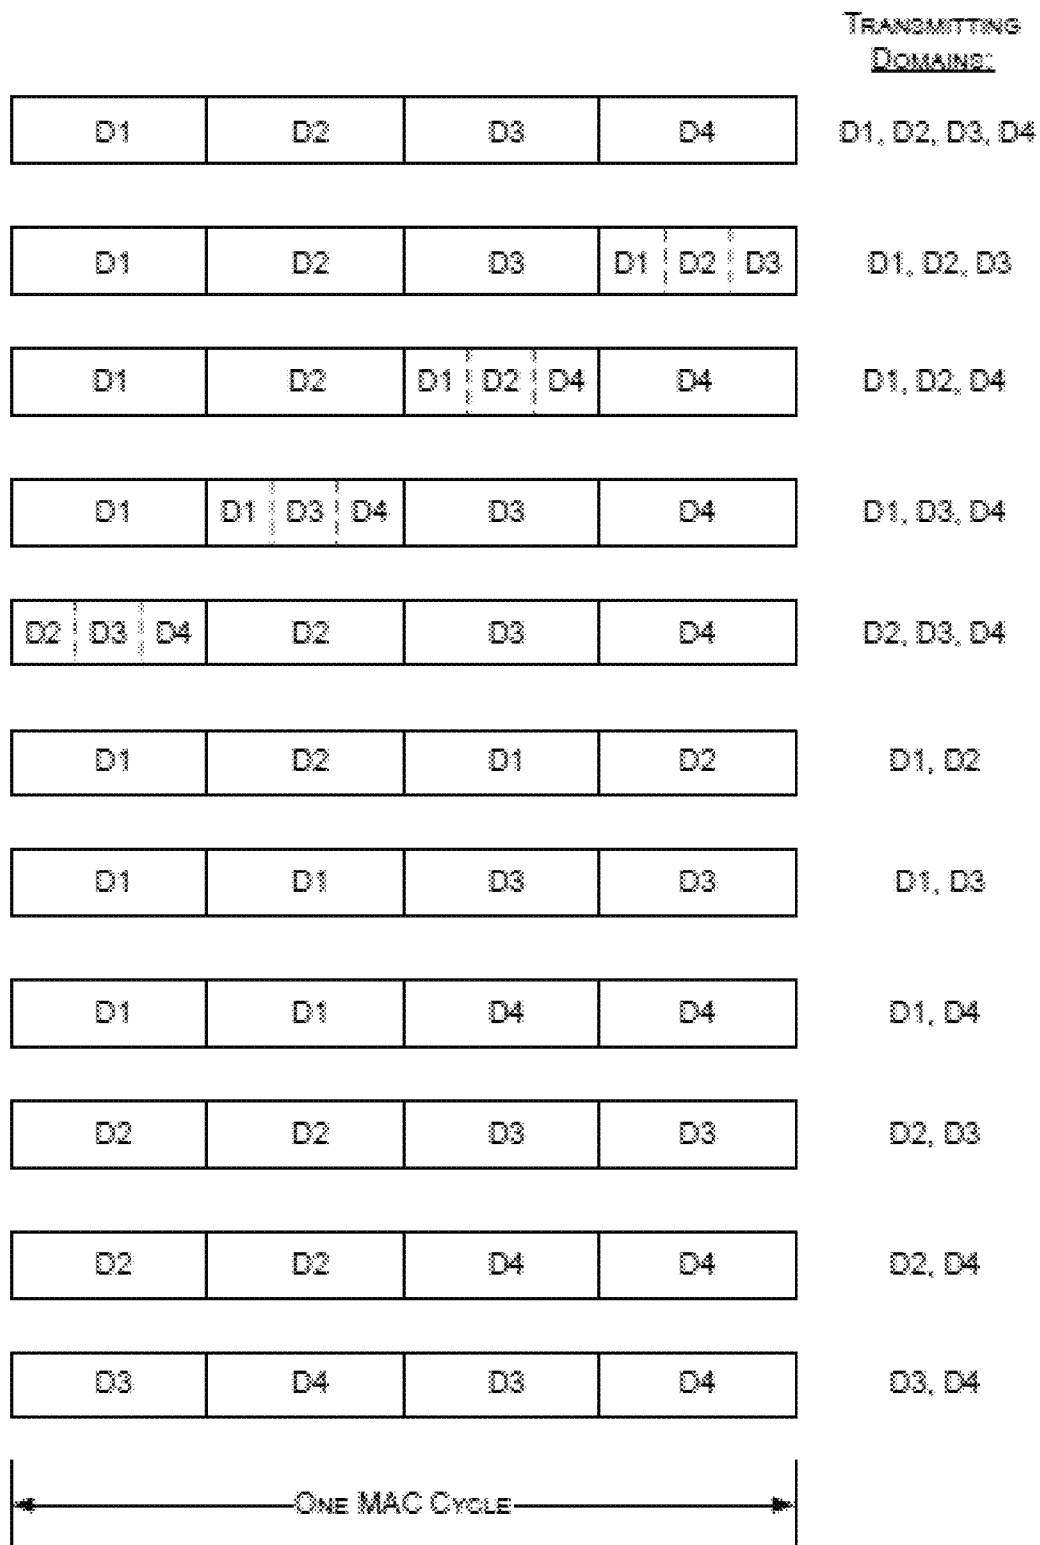 TRANSMITTING
DOMAINS:
D1 D2 D3 D4 D1, D2, D3, D4
D1 D2 D3 D1 D2 D3 D1, D2, D3
D1 D2 D1 D2 D4 D4 D1, D2, D4
D1 D1 D3 D4 D3 D4 D1, D3, D4
D2 D3 D4 D2 D3 D4 D2, D3, D4
D1 D2 D1 D2 D1, D2
D1 D1 D3 D3 D1, D3
D1 D1 D4 D4 D1, D4
D2 D2 D3 D3 D2, D3
D2 D2 D4 D4 D2, D4
D3 D4 D3 D4 D3, D4
ONE MAC CYCLE